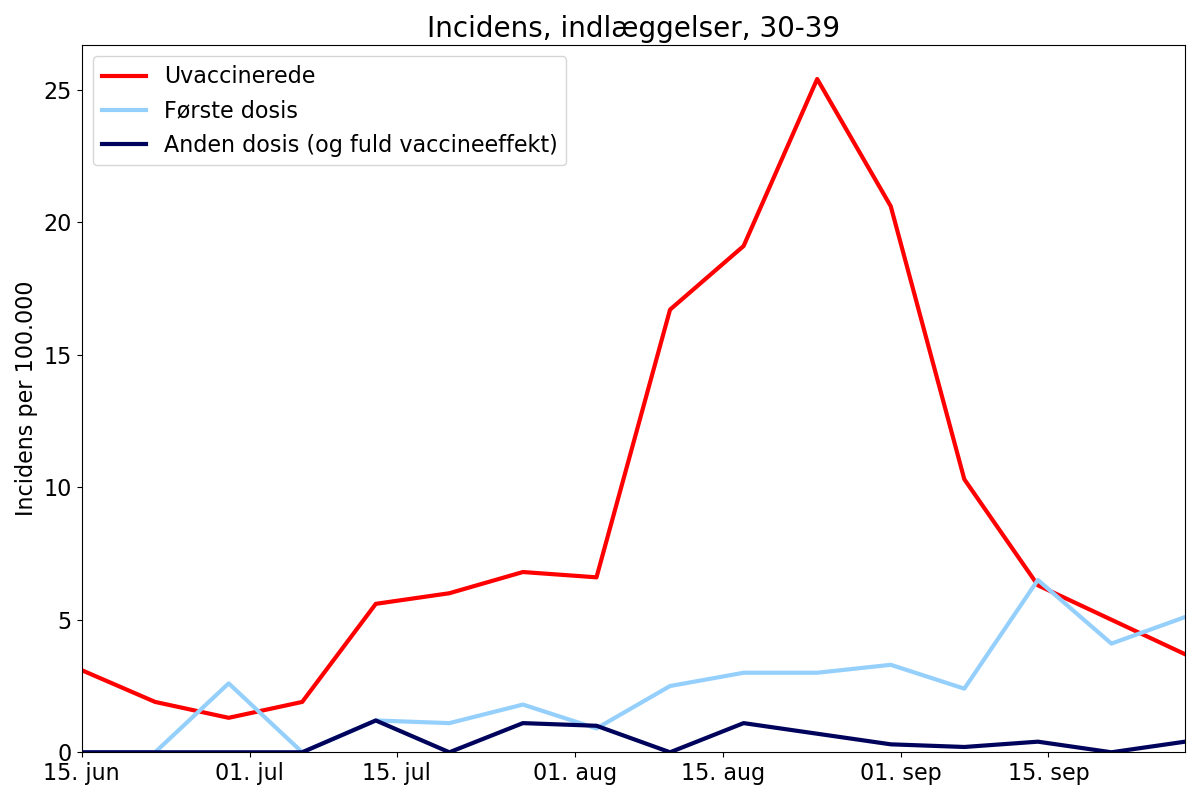 Incidens, indlæggelser, 30-39
Uvaccinerede
Første dosis
Anden dosis (og fuld vaccineeffekt)
Incidens per 100.000
25
20
15
10
5
0
15. jun 01. jul 15. jul 01. aug 15. aug 01. sep 15. sep